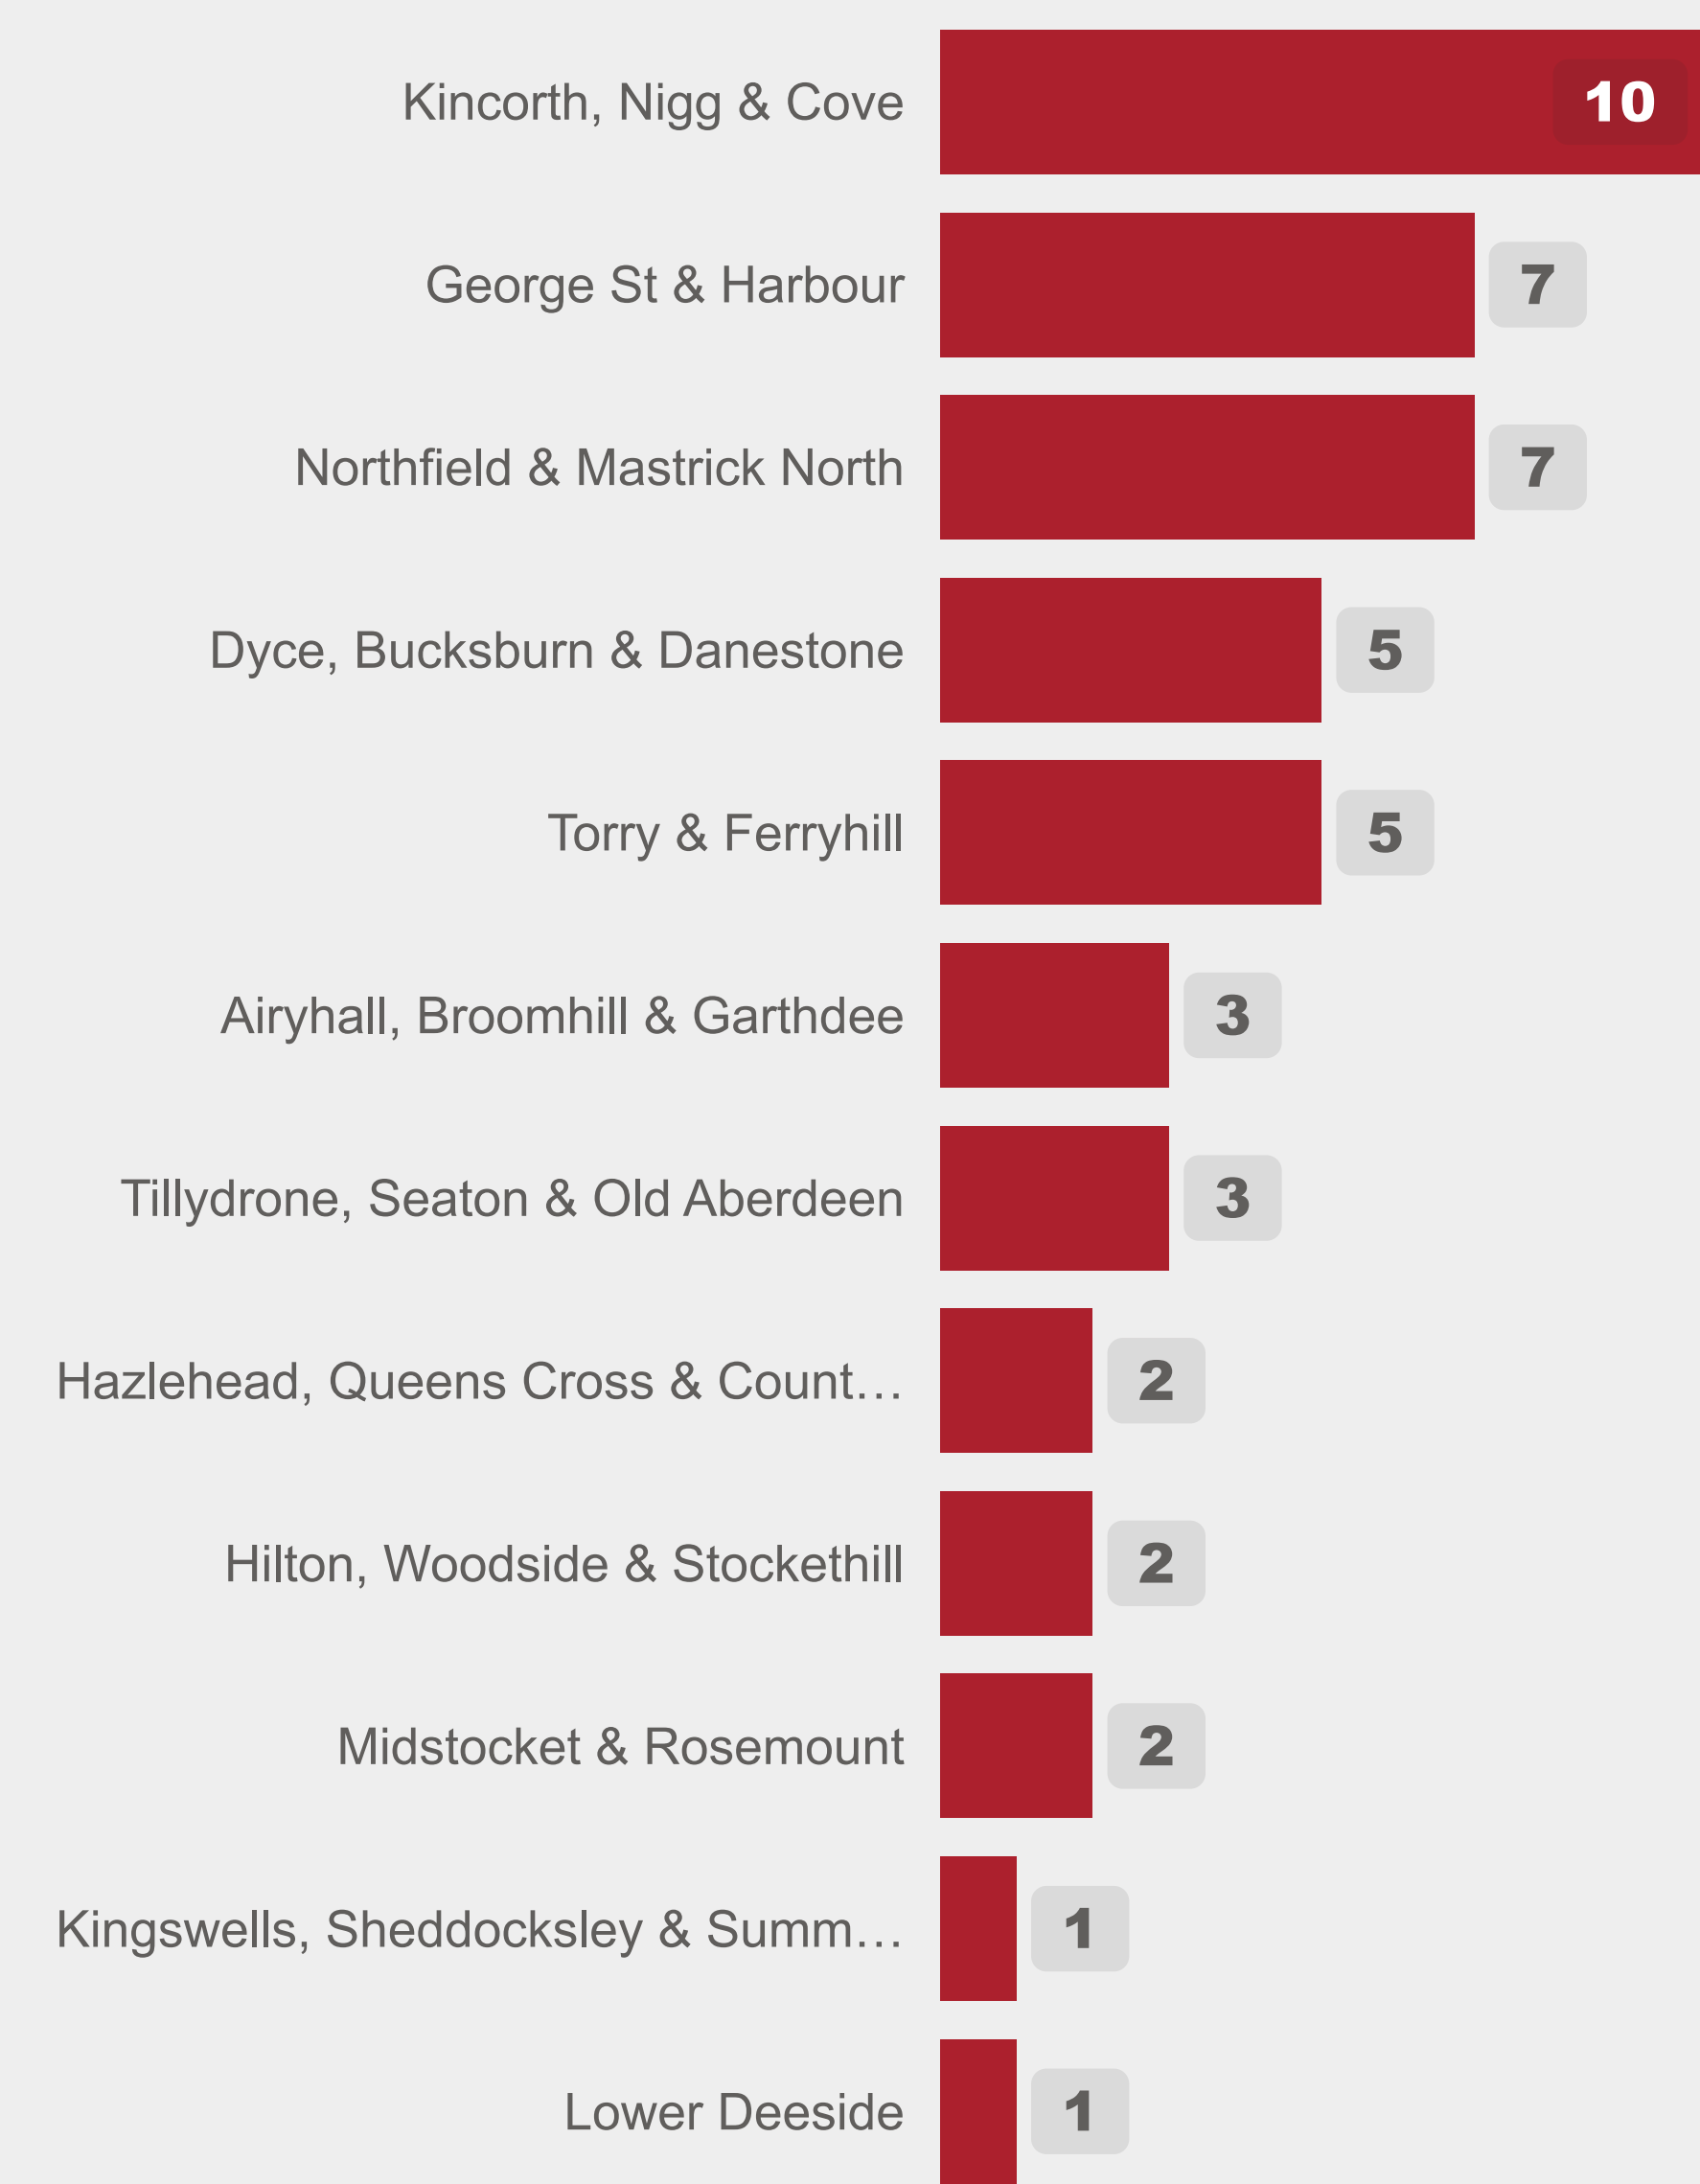 Kincorth, Nigg & Cove 10
George St & Harbour 7
Northfield & Mastrick North 7
Dyce, Bucksburn & Danestone 5
Torry & Ferryhill 5
Airyhall, Broomhill & Garthdee 3
Tillydrone, Seaton & Old Aberdeen 3
Hazlehead, Queens Cross & Count… 2
Hilton, Woodside & Stockethill 2
Midstocket & Rosemount 2
Kingswells, Sheddocksley & Summ… 1
Lower Deeside 1